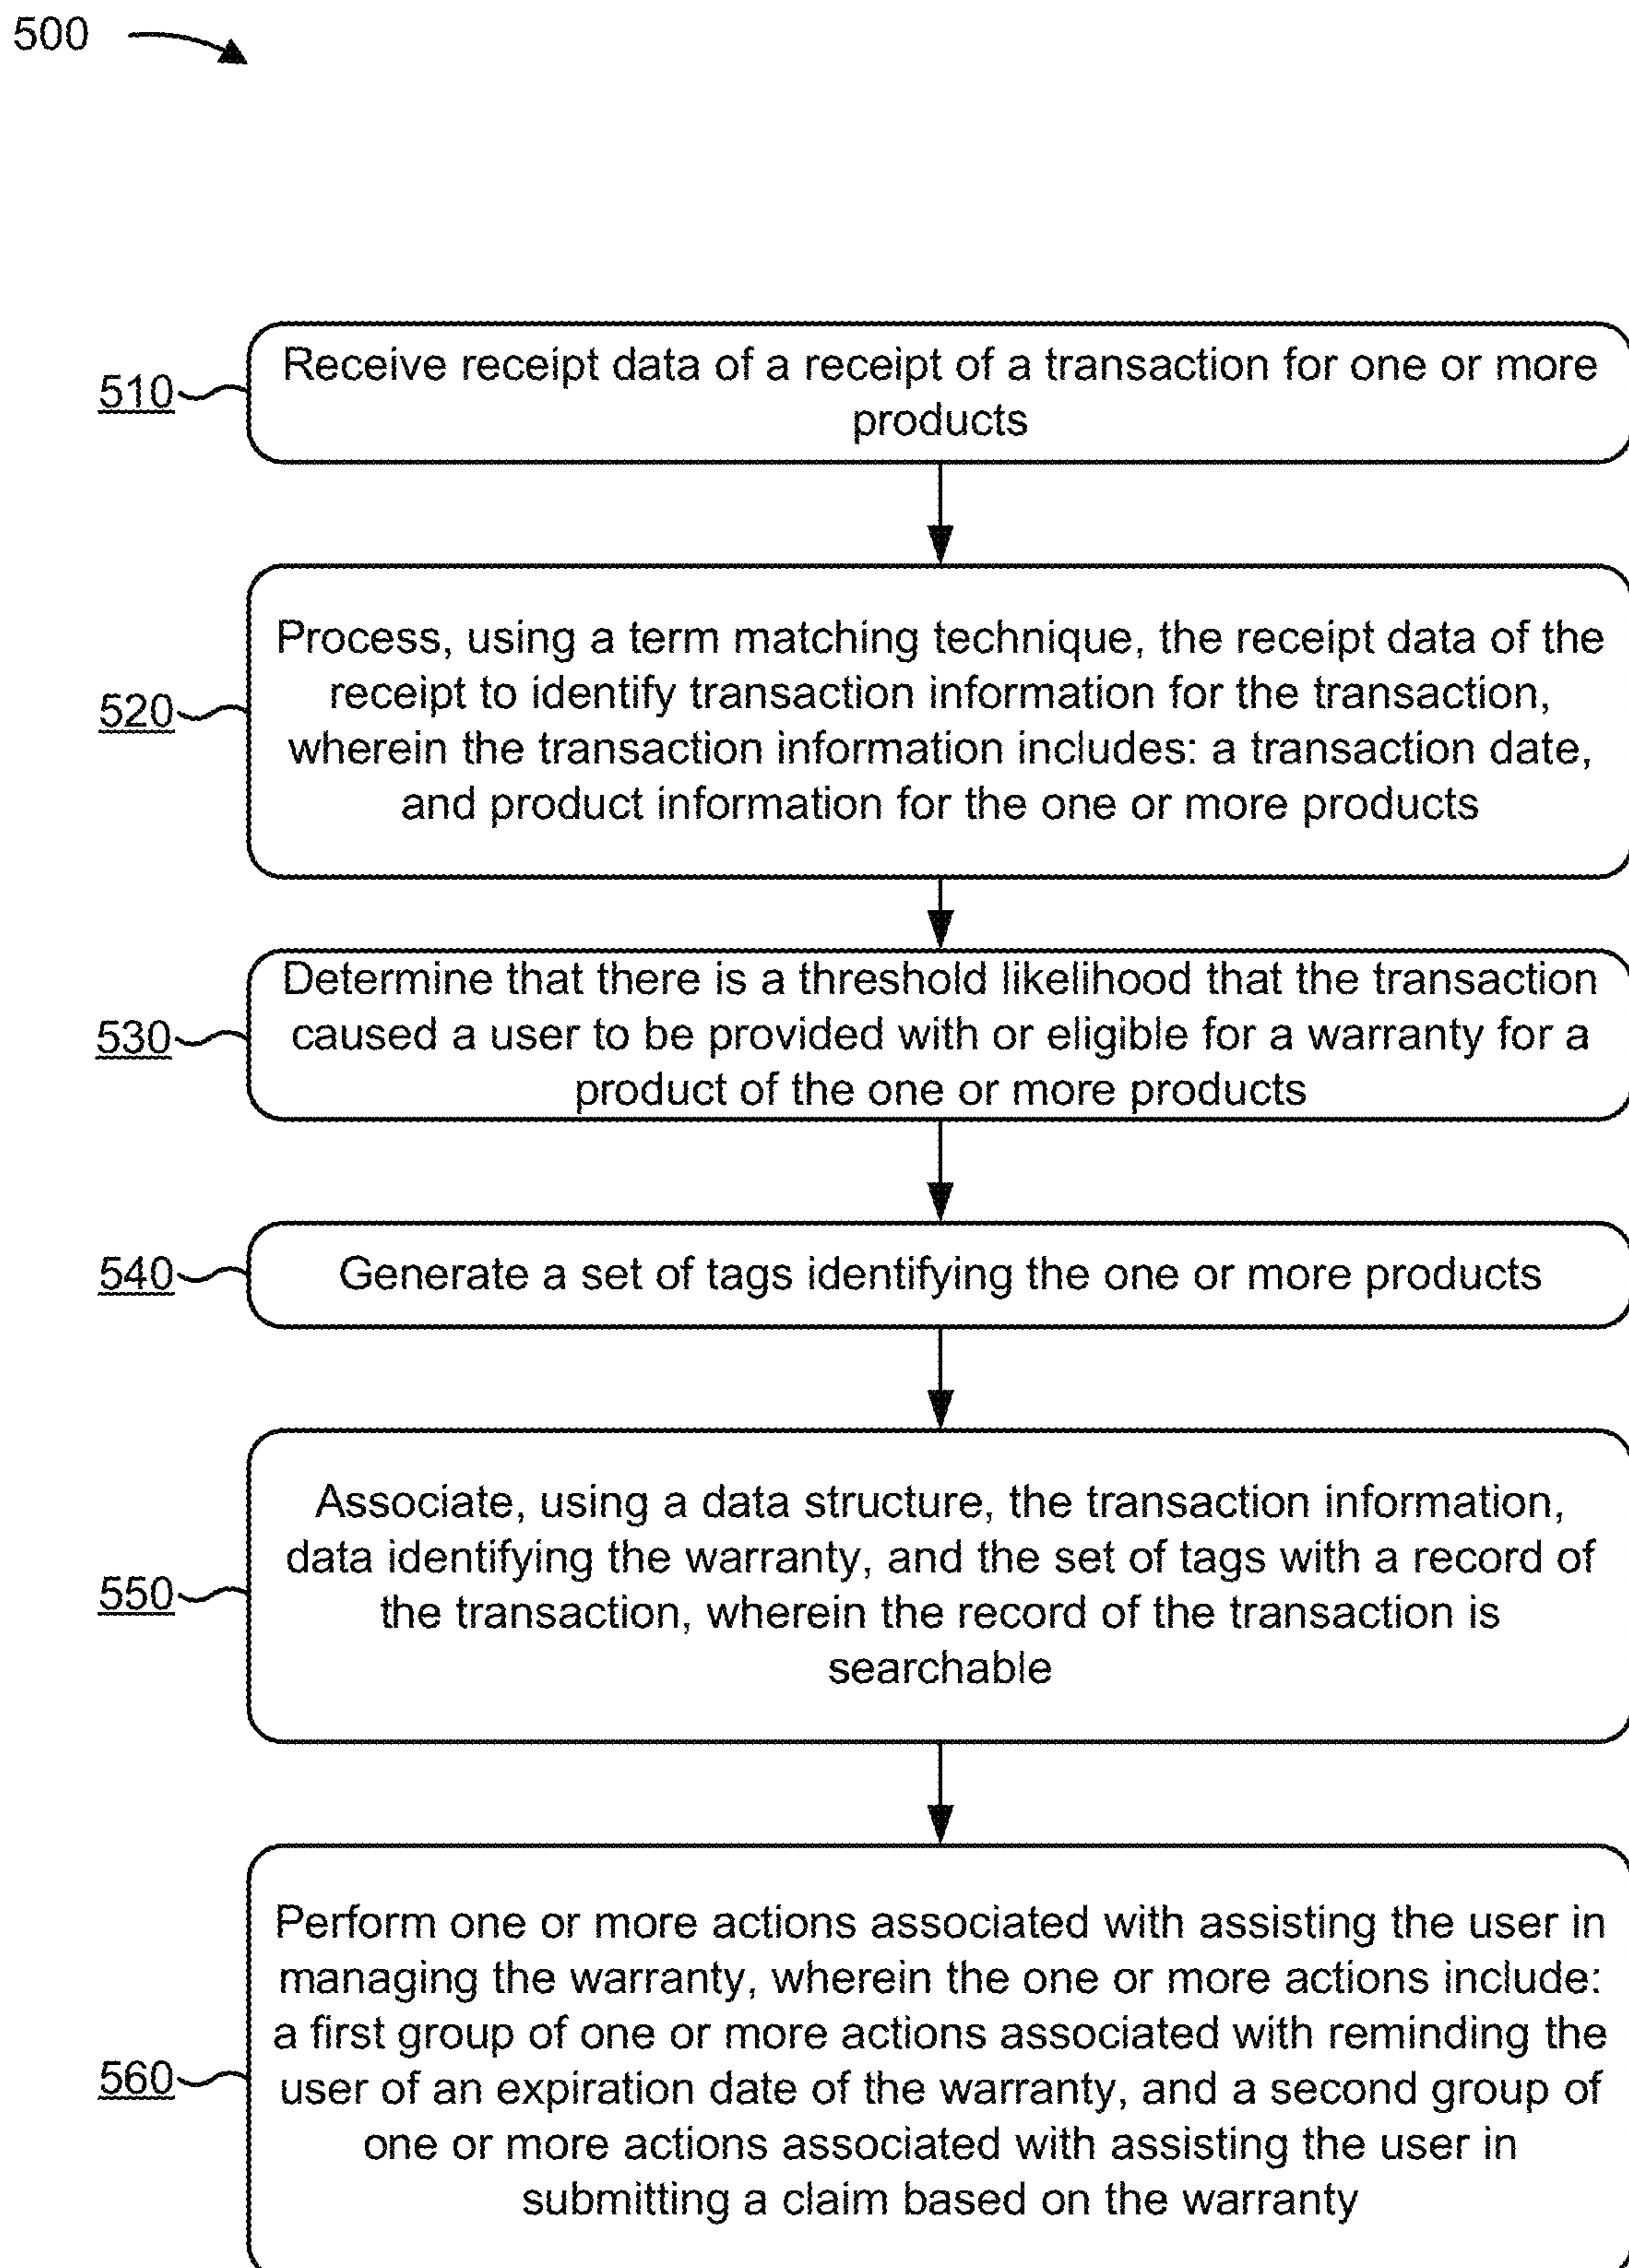 500
510
Receive receipt data of a receipt of a transaction for one or more
products
520
Process, using a term matching technique, the receipt data of the
receipt to identify transaction information for the transaction,
wherein the transaction information includes: a transaction date,
and product information for the one or more products
530
Determine that there is a threshold likelihood that the transaction
caused a user to be provided with or eligible for a warranty for a
product of the one or more products
540
Generate a set of tags identifying the one or more products
550
Associate, using a data structure, the transaction information,
data identifying the warranty, and the set of tags with a record of
the transaction, wherein the record of the transaction is
searchable
560
Perform one or more actions associated with assisting the user in
managing the warranty, wherein the one or more actions include:
a first group of one or more actions associated with reminding the
user of an expiration date of the warranty, and a second group of
one or more actions associated with assisting the user in
submitting a claim based on the warranty